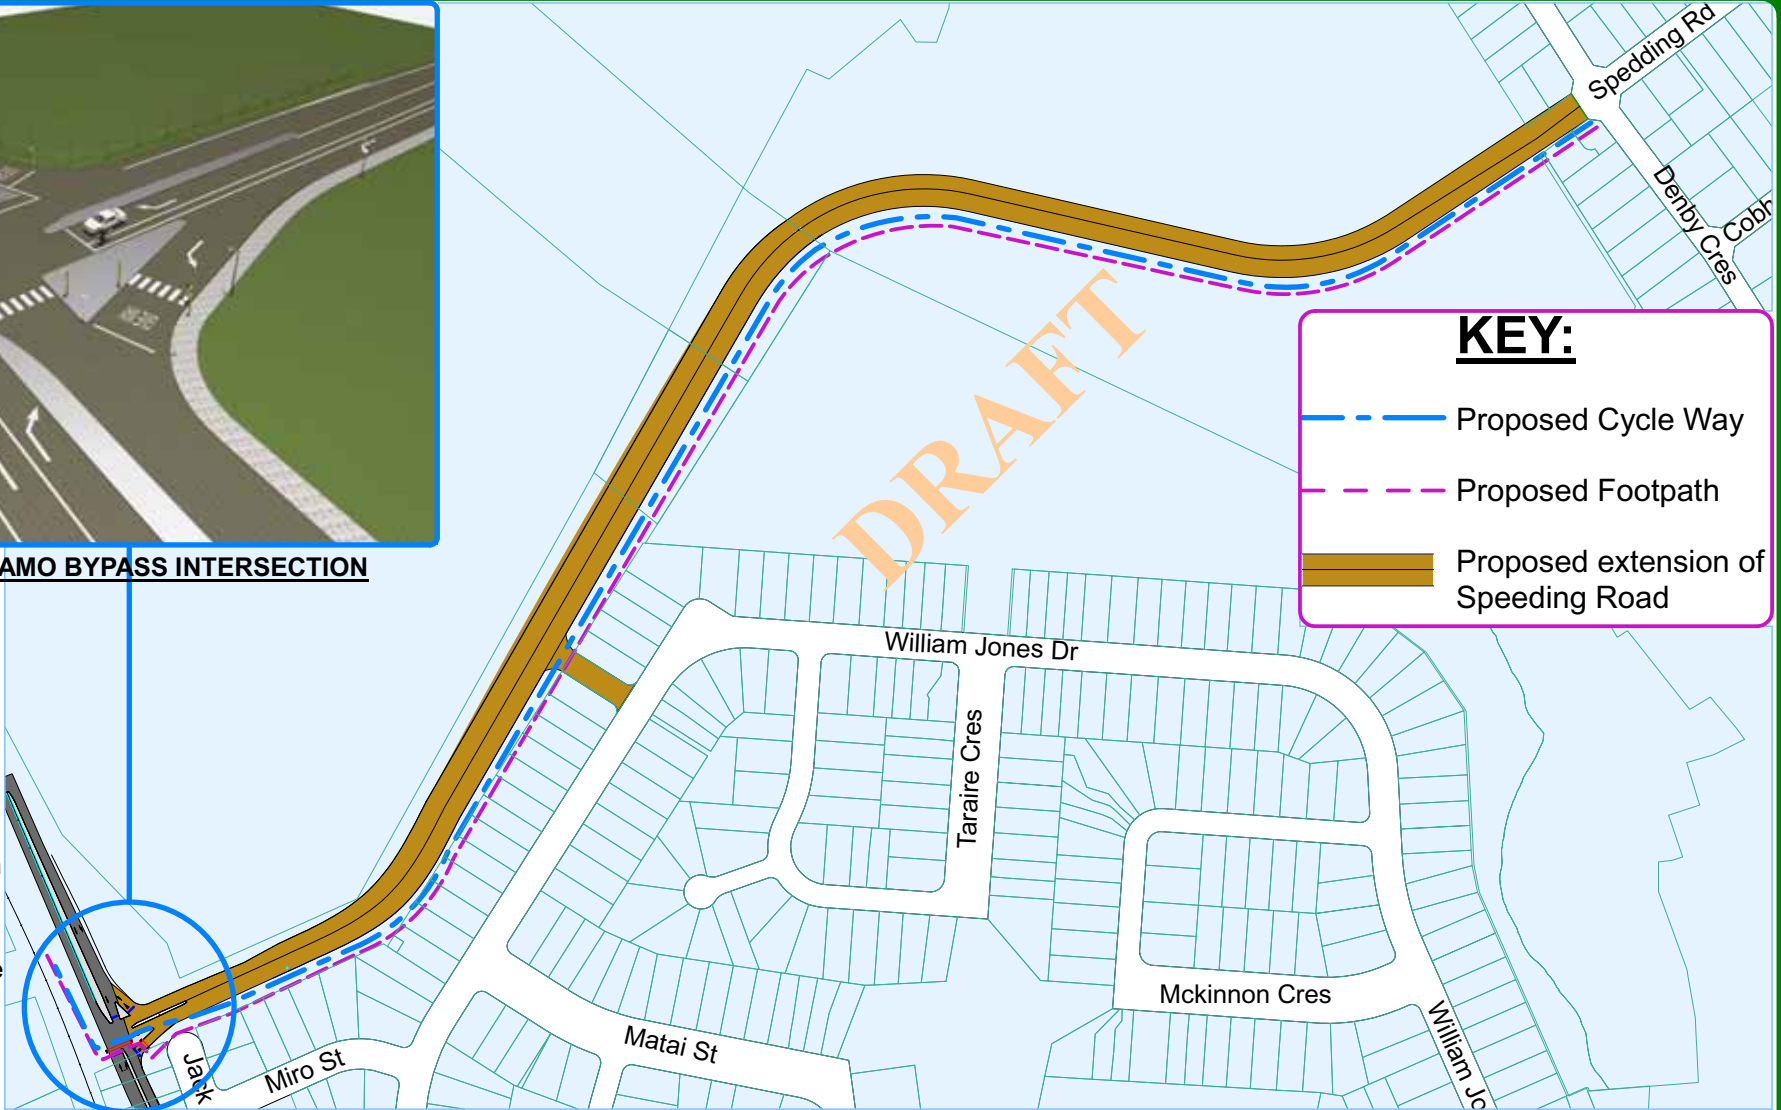 Spedding Rd
Denby Cres
Cobh
KEY:
Proposed Cycle Way
Proposed Footpath
Proposed extension of
Speeding Road
DRAFT
AMO BYPASS INTERSECTION
William Jones Dr
Taraire Cres
Mckinnon Cres
William Jo
Matai St
Miro St
Jack